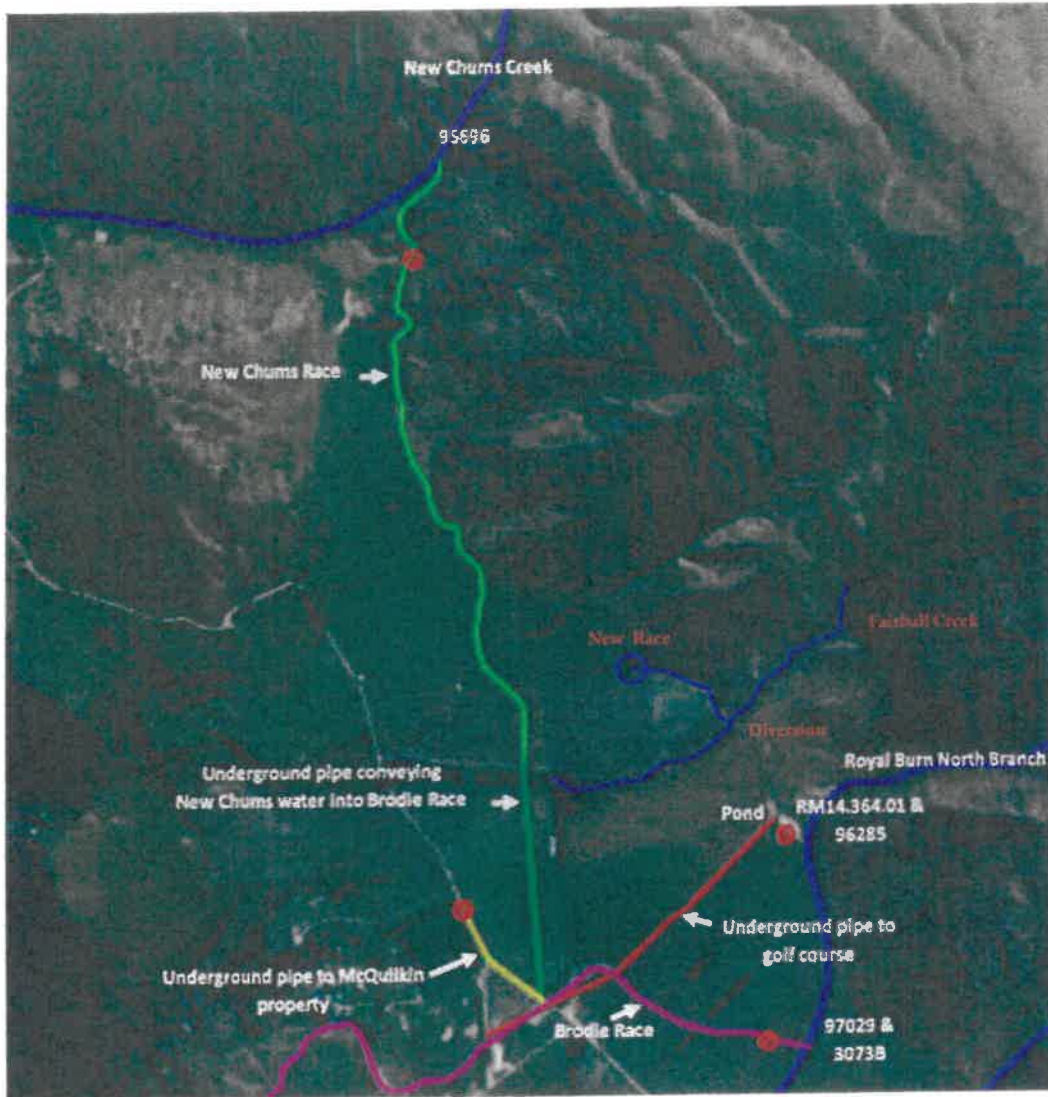 New Chums Creek
95696
New Chums Race
New Race
Faithall Creek
Diversion
Underground pipe conveying
New Chums water into Brodie Race
Royal Burn North Branch
Pond
RM14.364.01 &
96285
Underground pipe to
golf course
Underground pipe to McQuilkin
property
Brodie Race
97029 &
3073B